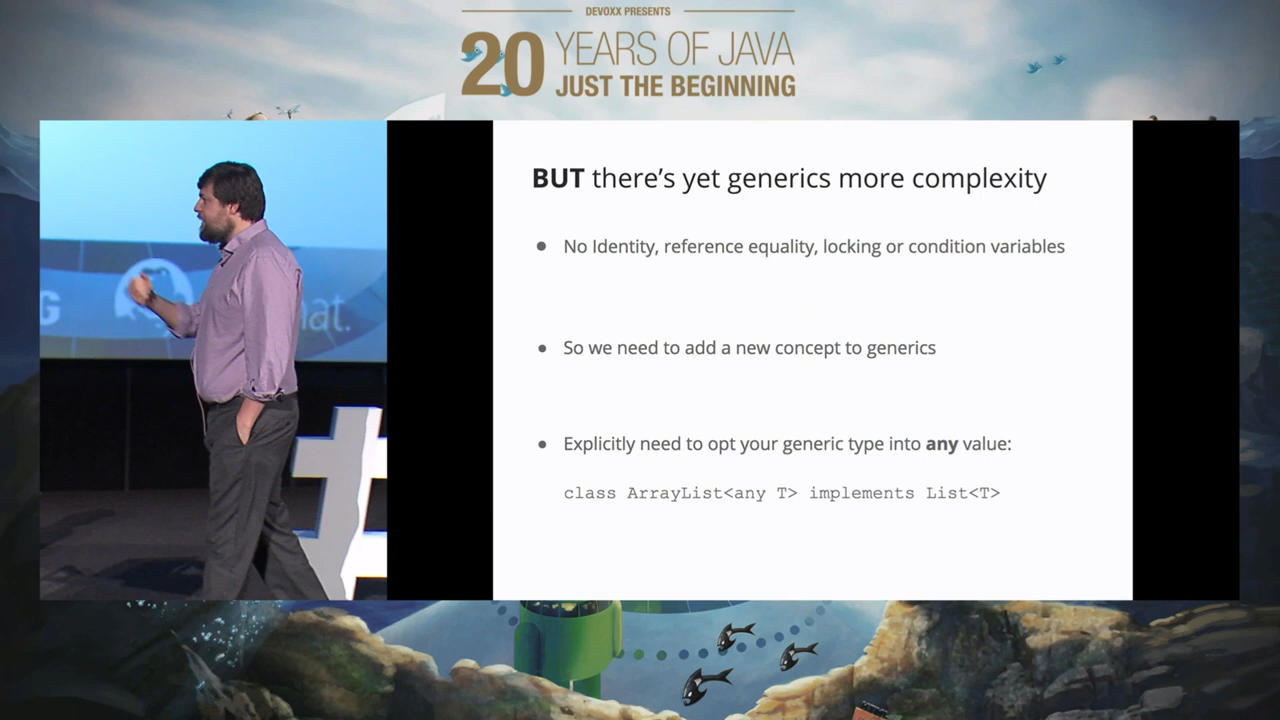 DEVOXX PRESENTS
20 YEARS OF JAVA
JUST THE BEGINNING
BUT there’s yet generics more complexity
● No Identity, reference equality, locking or condition variables
● So we need to add a new concept to generics
● Explicitly need to opt your generic type into any value:
class ArrayList<any T> implements List<T>
G
hat.
#